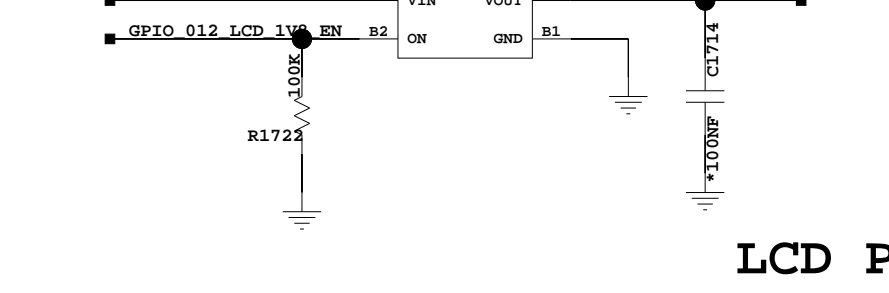 VIN VOUT
GPIO_012_LCD_1V8_EN B2 ON GND B1
100K
R1722
C1714
*100NF
LCD P